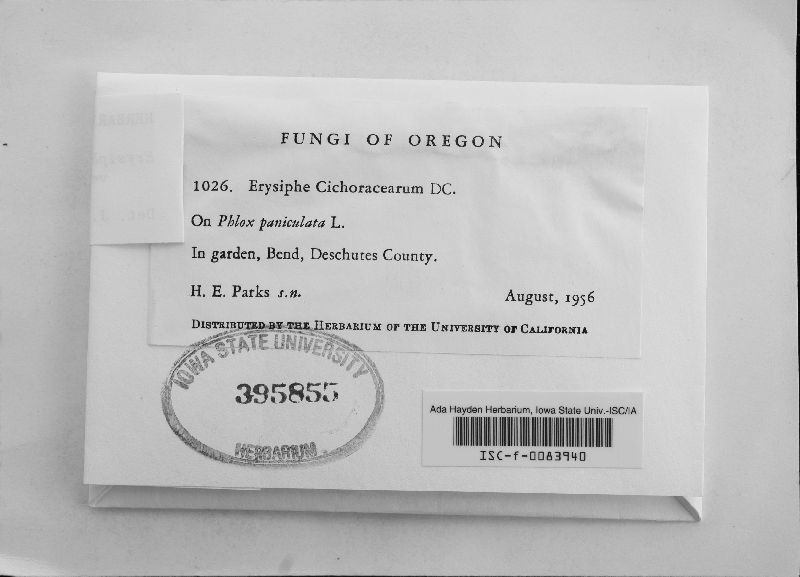 FUNGI OF OREGON
1026. Erysiphe Cichoracearum DC.
On Phlox paniculata L.
In garden, Bend, Deschutes County.
H. E. Parks s.n. August, 1956
DISTRIBUTED BY THE HERBARIUM OF THE UNIVERSITY OF CALIFORNIA
IOWA STATE UNIVERSITY
395855
HERBARIUM
Ada Hayden Herbarium, Iowa State Univ.-ISC/IA
ISC-f-0083940